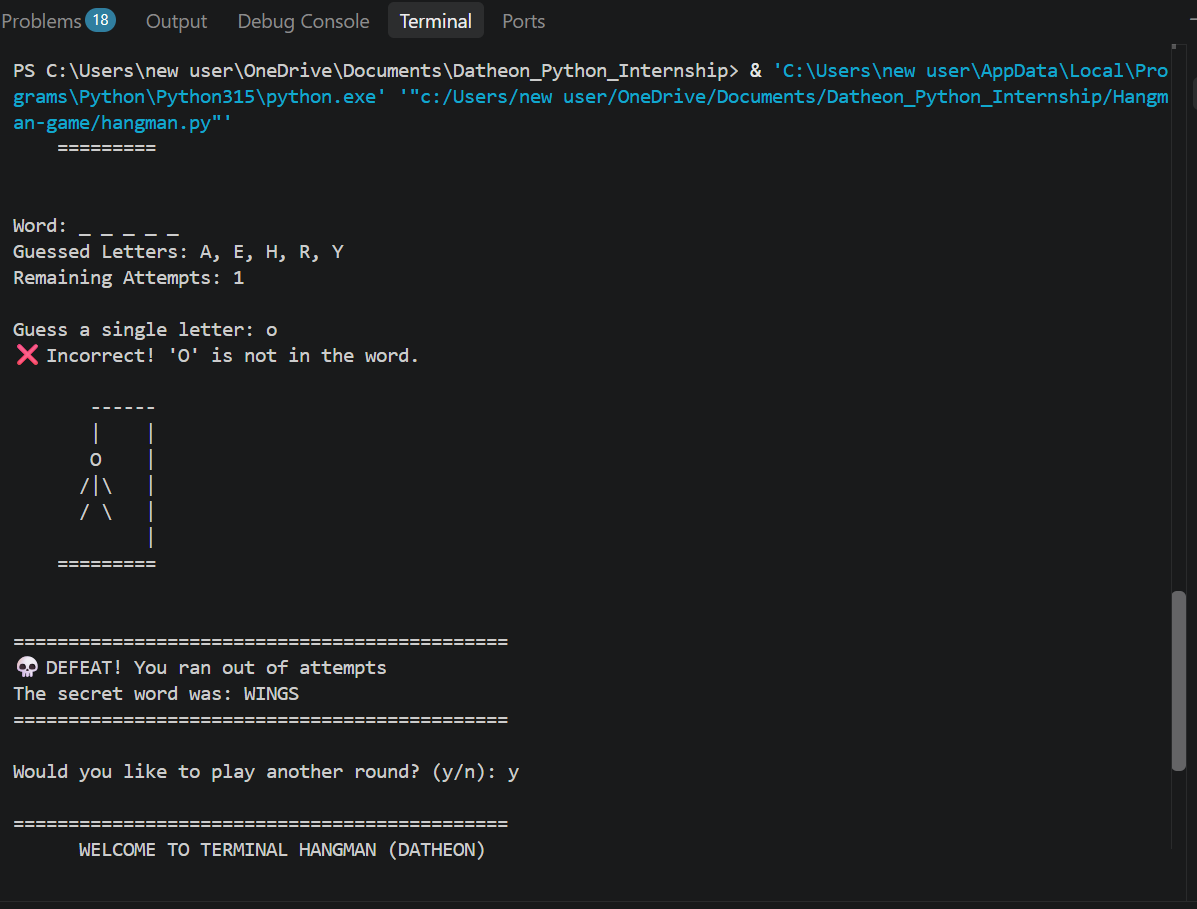 Problems 18 Output Debug Console Terminal Ports
PS C:\Users\new user\OneDrive\Documents\Datheon_Python_Internship> & 'C:\Users\new user\AppData\Local\Pro
grams\Python\Python315\python.exe' '"c:/Users/new user/OneDrive/Documents/Datheon_Python_Internship/Hangm
an-game/hangman.py"'
    =========
Word: _ _ _ _ _
Guessed Letters: A, E, H, R, Y
Remaining Attempts: 1
Guess a single letter: o
❌ Incorrect! 'O' is not in the word.
       ------
       |    |
       O    |
      /|\   |
      / \   |
            |
    =========
=============================================
💀 DEFEAT! You ran out of attempts
The secret word was: WINGS
=============================================
Would you like to play another round? (y/n): y
=============================================
      WELCOME TO TERMINAL HANGMAN (DATHEON)